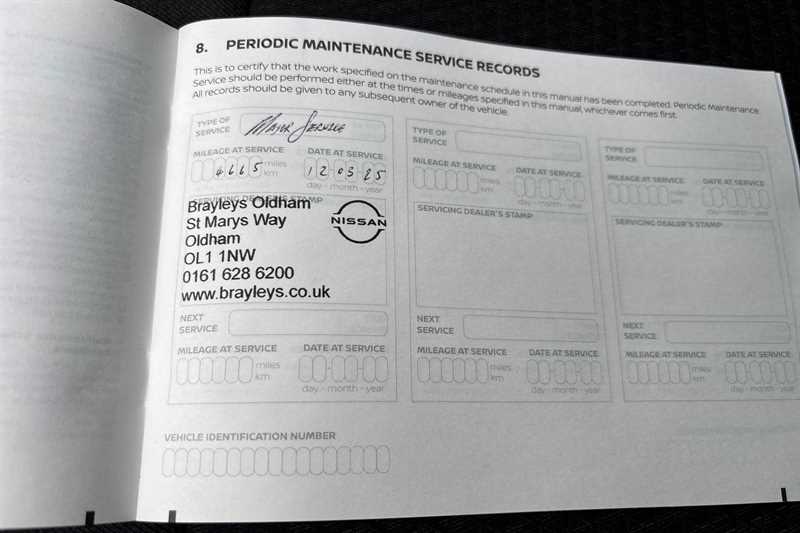 8. PERIODIC MAINTENANCE SERVICE RECORDS
This is to certify that the work specified on the maintenance schedule in this manual has been completed. Periodic Maintenance
Service should be performed either at the times or mileages specified in this manual, whichever comes first.
All records should be given to any subsequent owner of the vehicle.
TYPE OF
SERVICE
Major Service
MILEAGE AT SERVICE
DATE AT SERVICE
4665
miles
km
12 03 25
day - month - year
SERVICING DEALER'S STAMP
Brayleys Oldham
St Marys Way
Oldham
OL1 1NW
0161 628 6200
www.brayleys.co.uk
NISSAN
NEXT
SERVICE
MILEAGE AT SERVICE
DATE AT SERVICE
miles
km
day - month - year
TYPE OF
SERVICE
MILEAGE AT SERVICE
DATE AT SERVICE
miles
km
day - month - year
SERVICING DEALER'S STAMP
NEXT
SERVICE
MILEAGE AT SERVICE
DATE AT SERVICE
miles
km
day - month - year
TYPE OF
SERVICE
MILEAGE AT SERVICE
DATE AT SERVICE
miles
km
day - month - year
SERVICING DEALER'S STAMP
NEXT
SERVICE
MILEAGE AT SERVICE
DATE AT SERVICE
miles
km
day - month - year
VEHICLE IDENTIFICATION NUMBER